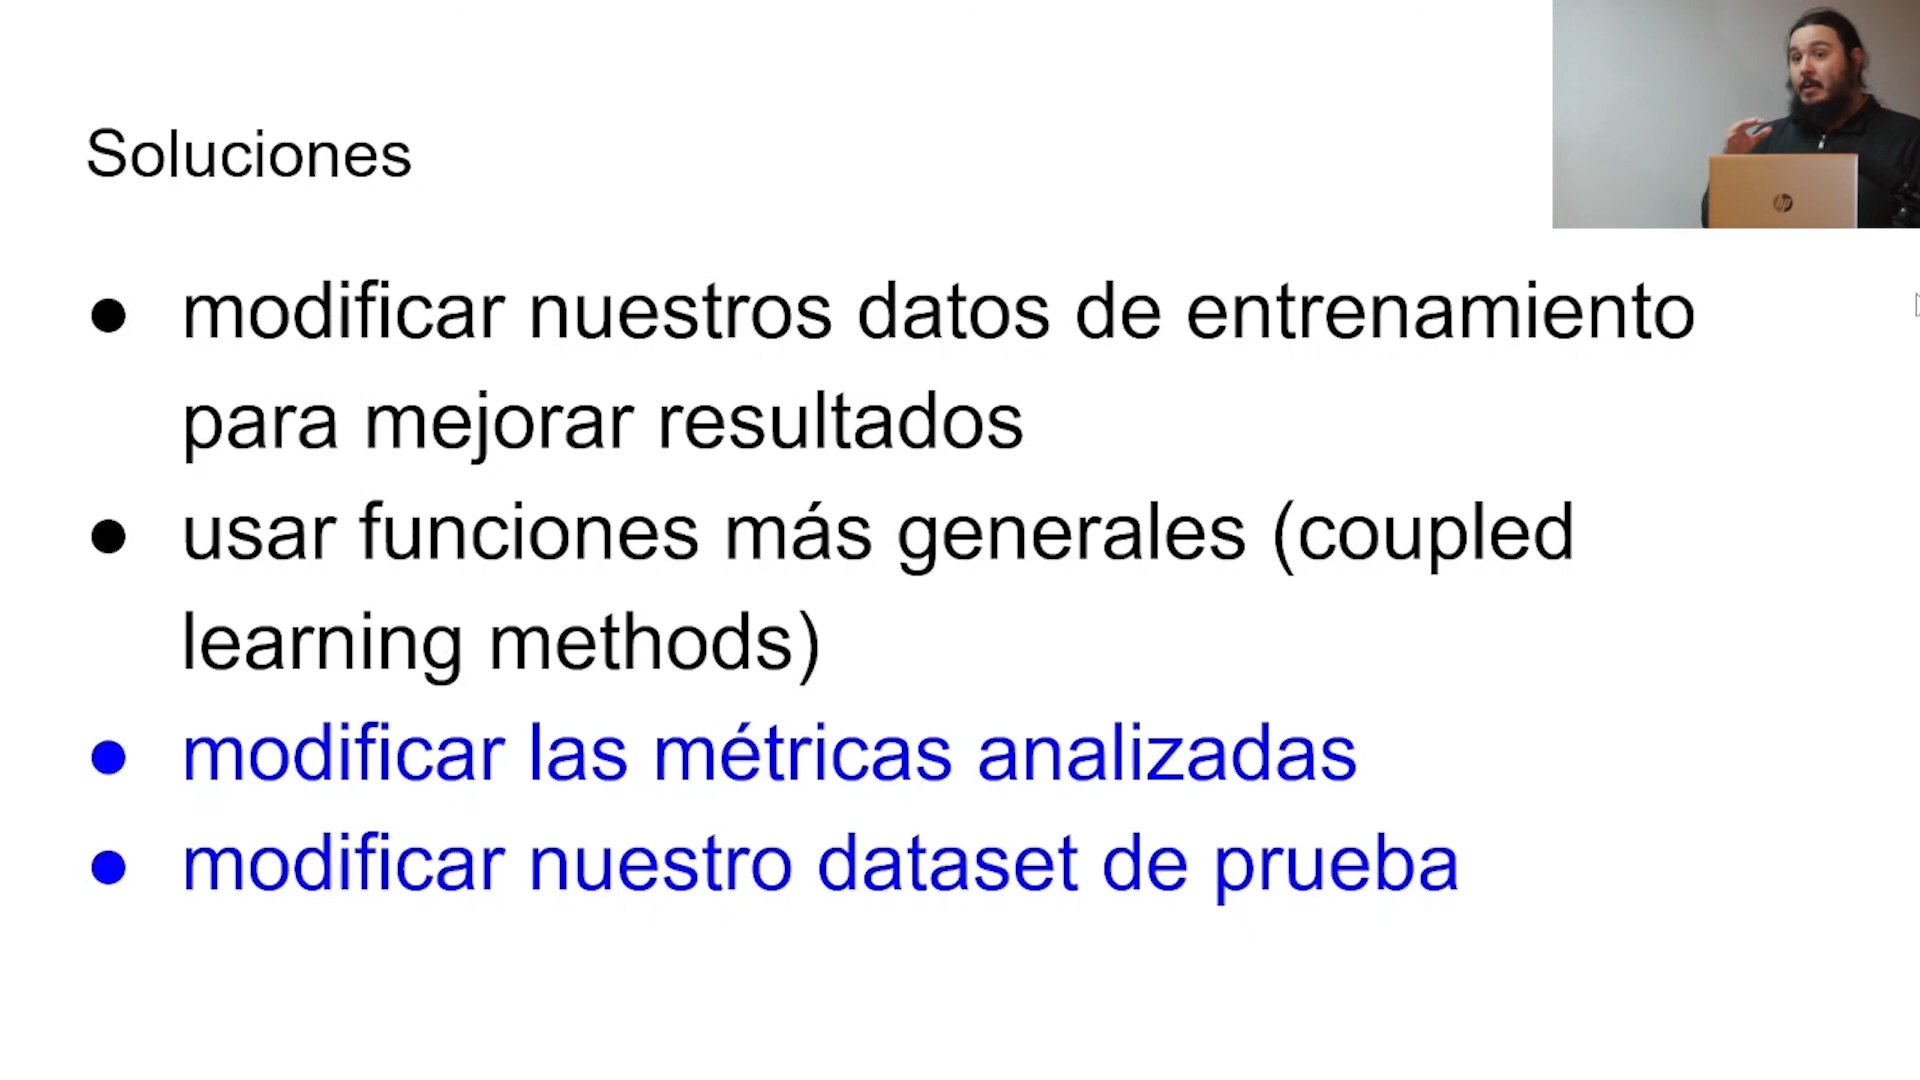 Soluciones
● modificar nuestros datos de entrenamiento
para mejorar resultados
● usar funciones más generales (coupled
learning methods)
● modificar las métricas analizadas
● modificar nuestro dataset de prueba
hp